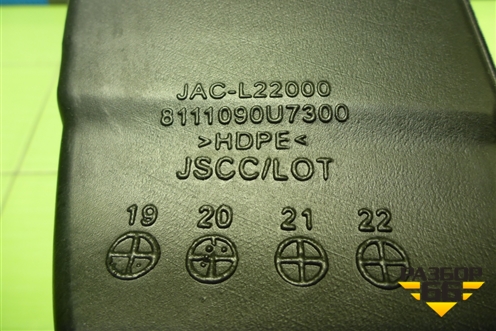 JAC-L22000
8111090U7300
>HDPE<
JSCC/LOT
19 20 21 22
РАЗБОР
66